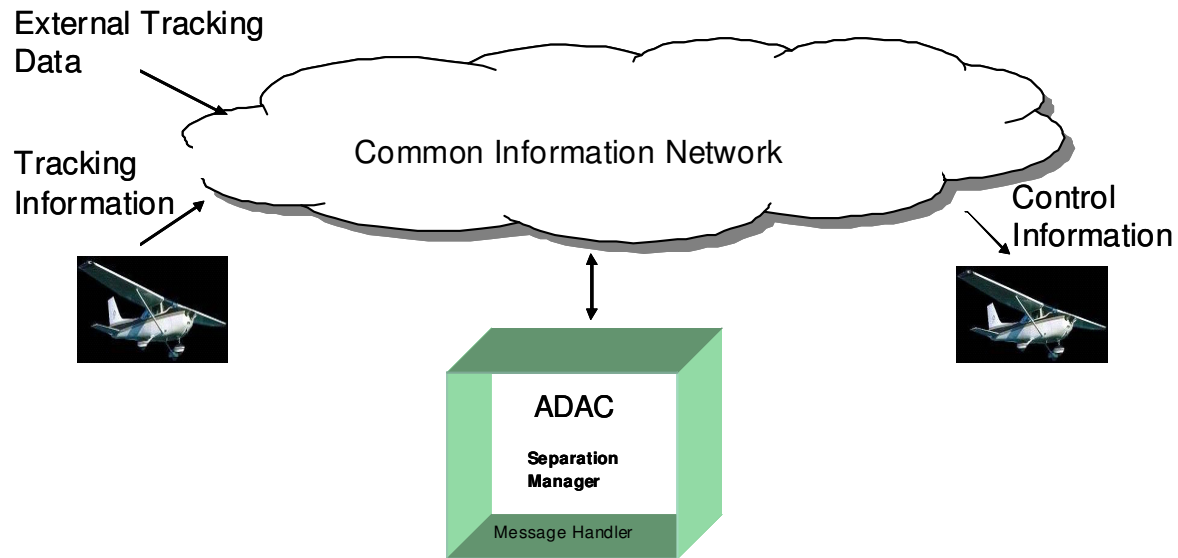 External Tracking
Data
Common Information Network
Tracking
Information
Control
Information
ADAC
Separation
Manager
Message Handler